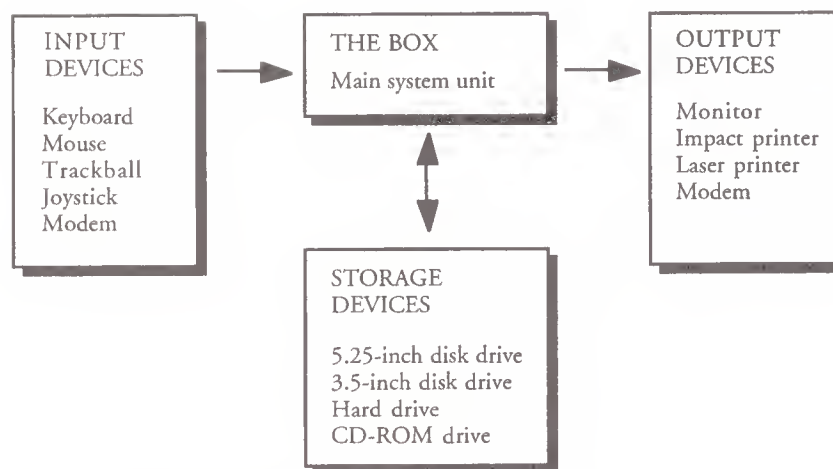 INPUT
DEVICES
Keyboard
Mouse
Trackball
Joystick
Modem
THE BOX
Main system unit
OUTPUT
DEVICES
Monitor
Impact printer
Laser printer
Modem
STORAGE
DEVICES
5.25-inch disk drive
3.5-inch disk drive
Hard drive
CD-ROM drive